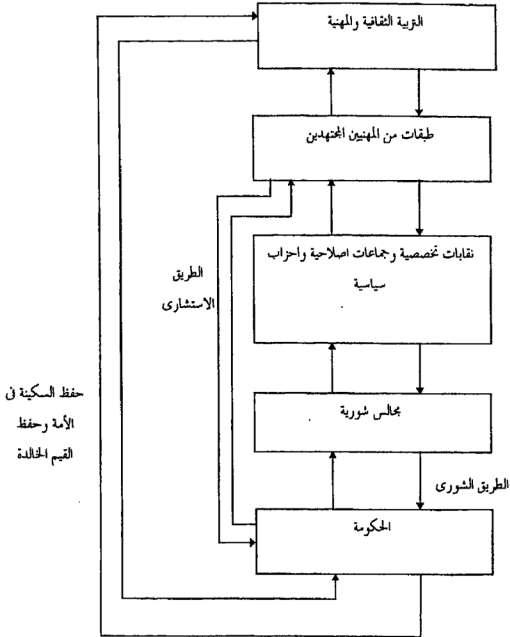 التربية الثقافية والمهنية
طبقات من المهنيين المجتهدين
نقابات تخصصية وجماعات اصلاحية واحزاب
سياسية
الطريق
الاستشارى
مجالس شورية
حفظ السكينة فى
الأمة وحفظ
القيم الخالدة
الطريق الشورى
الحكومة